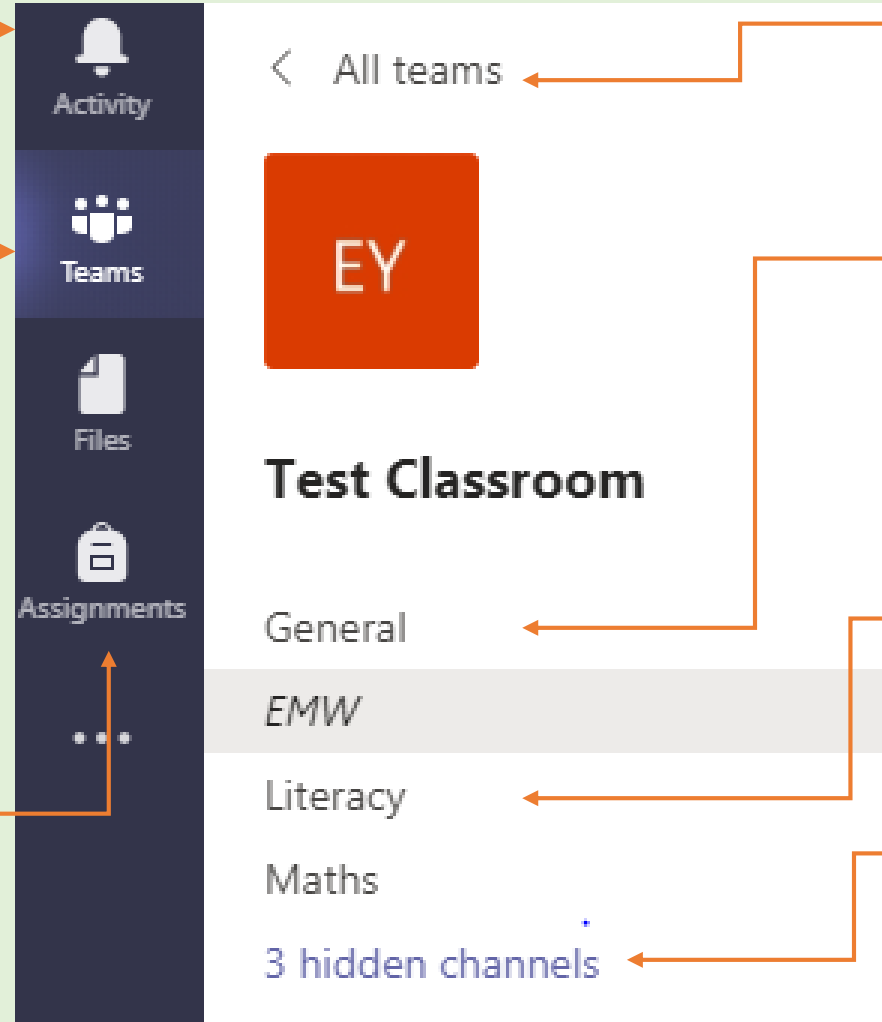 Activity
Teams
Files
Assignments
All teams
EY
Test Classroom
General
EMW
Literacy
Maths
3 hidden channels